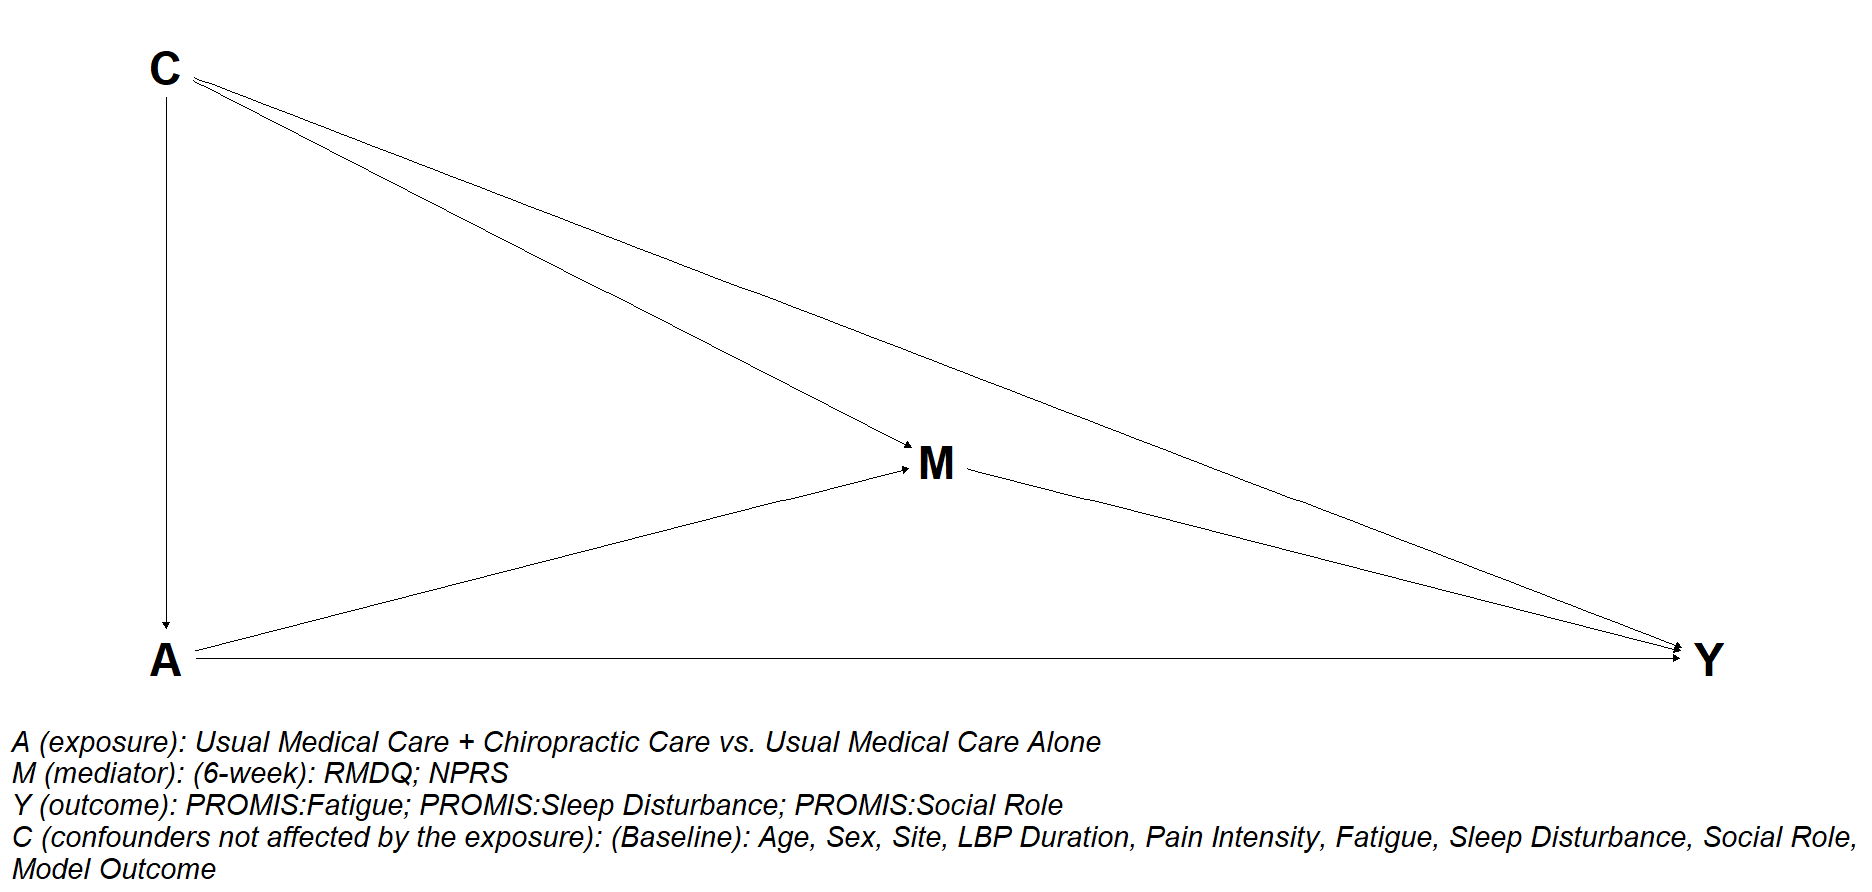 C
M
A
Y
A (exposure): Usual Medical Care + Chiropractic Care vs. Usual Medical Care Alone
M (mediator): (6-week): RMDQ; NPRS
Y (outcome): PROMIS:Fatigue; PROMIS:Sleep Disturbance; PROMIS:Social Role
C (confounders not affected by the exposure): (Baseline): Age, Sex, Site, LBP Duration, Pain Intensity, Fatigue, Sleep Disturbance, Social Role,
Model Outcome